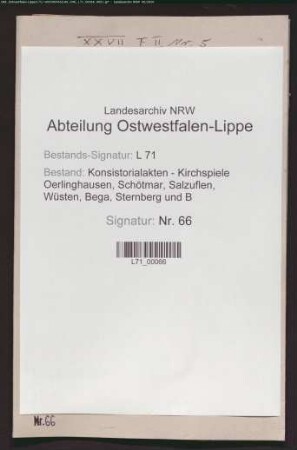 XXVII F II Nr. 5
Landesarchiv NRW
Abteilung Ostwestfalen-Lippe
Bestands-Signatur: L 71
Bestand: Konsistorialakten - Kirchspiele
Oerlinghausen, Schötmar, Salzuflen,
Wüsten, Bega, Sternberg und B
Signatur: Nr. 66
L71_00066
Nr. 66